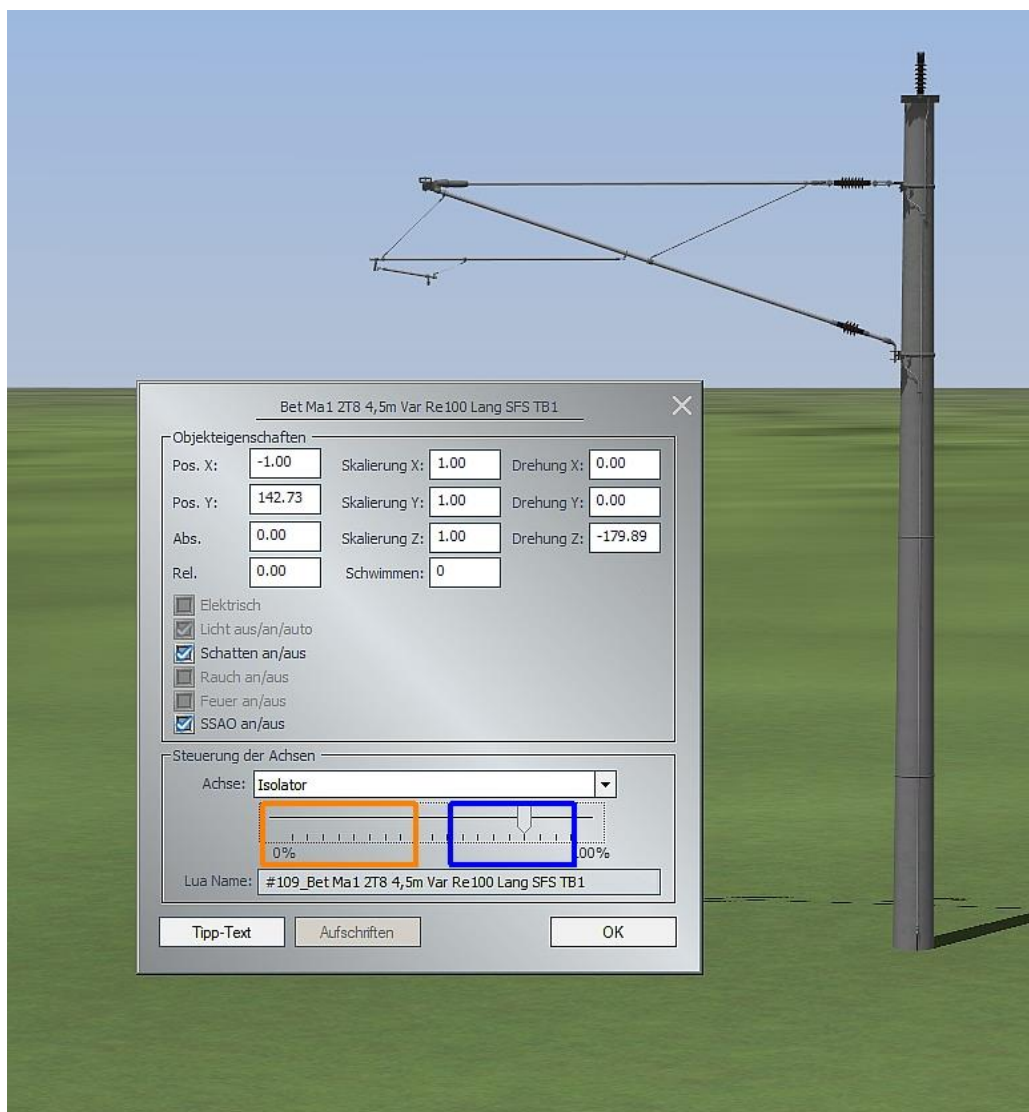 Bet Ma1 2T8 4,5m Var Re100 Lang SFS TB1
Objekteigenschaften
Pos. X: -1.00 Skalierung X: 1.00 Drehung X: 0.00
Pos. Y: 142.73 Skalierung Y: 1.00 Drehung Y: 0.00
Abs. 0.00 Skalierung Z: 1.00 Drehung Z: -179.89
Rel. 0.00 Schwimmen: 0
Elektrisch
Licht aus/an/auto
Schatten an/aus
Rauch an/aus
Feuer an/aus
SSAO an/aus
Steuerung der Achsen
Achse: Isolator
0% 100%
Lua Name: #109_Bet Ma1 2T8 4,5m Var Re100 Lang SFS TB1
Tipp-Text Aufschriften OK